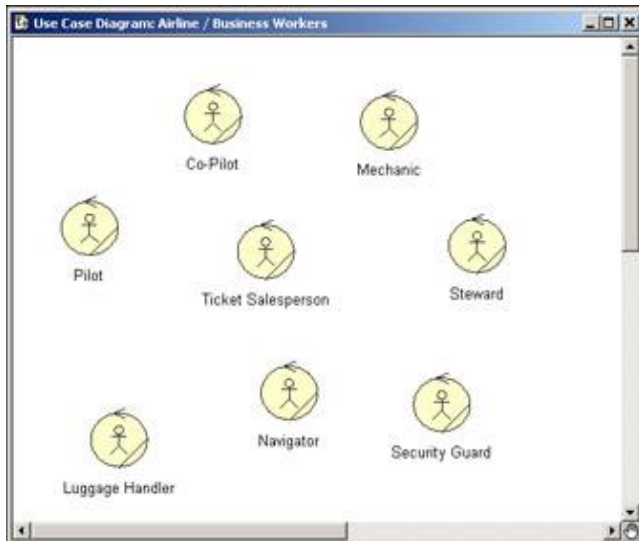 Use Case Diagram: Airline / Business Workers
Co-Pilot
Mechanic
Pilot
Ticket Salesperson
Steward
Navigator
Security Guard
Luggage Handler